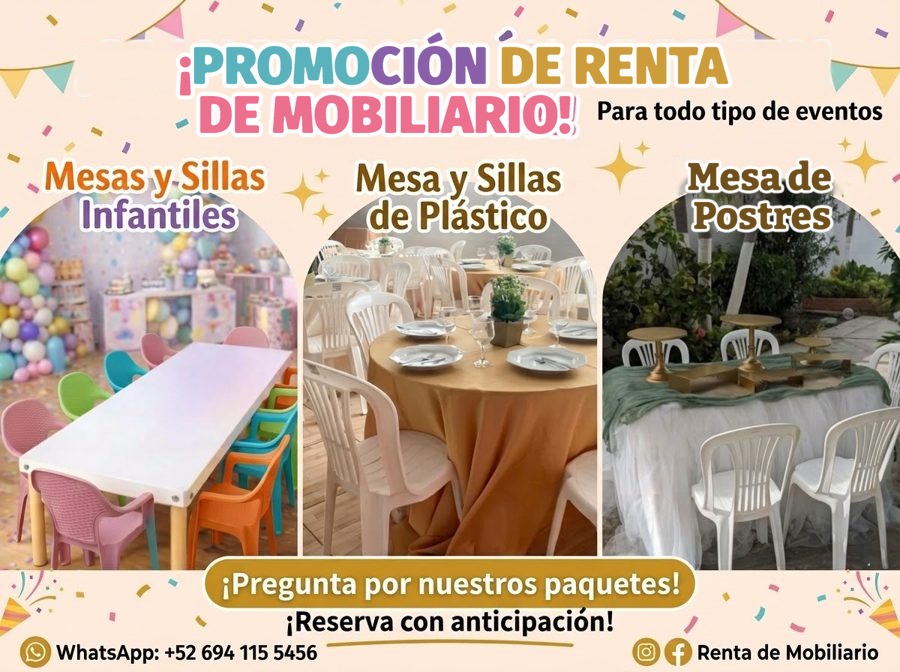 ¡PROMOCIÓN DE RENTA
DE MOBILIARIO!
Para todo tipo de eventos
Mesas y Sillas
Infantiles
Mesa y Sillas
de Plástico
Mesa de
Postres
¡Pregunta por nuestros paquetes!
¡Reserva con anticipación!
WhatsApp: +52 694 115 5456
Renta de Mobiliario